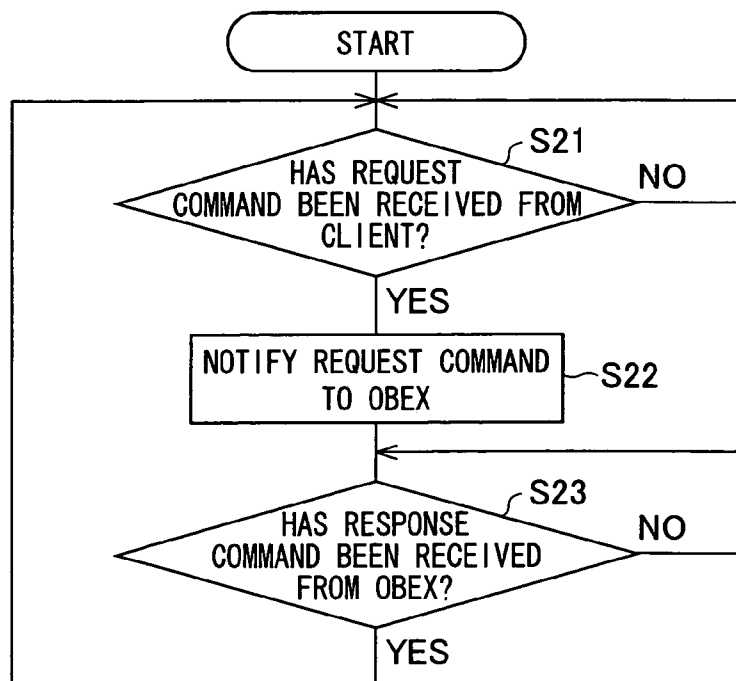 START
S21
HAS REQUEST
COMMAND BEEN RECEIVED FROM
CLIENT?
NO
YES
NOTIFY REQUEST COMMAND
TO OBEX
S22
S23
HAS RESPONSE
COMMAND BEEN RECEIVED
FROM OBEX?
NO
YES